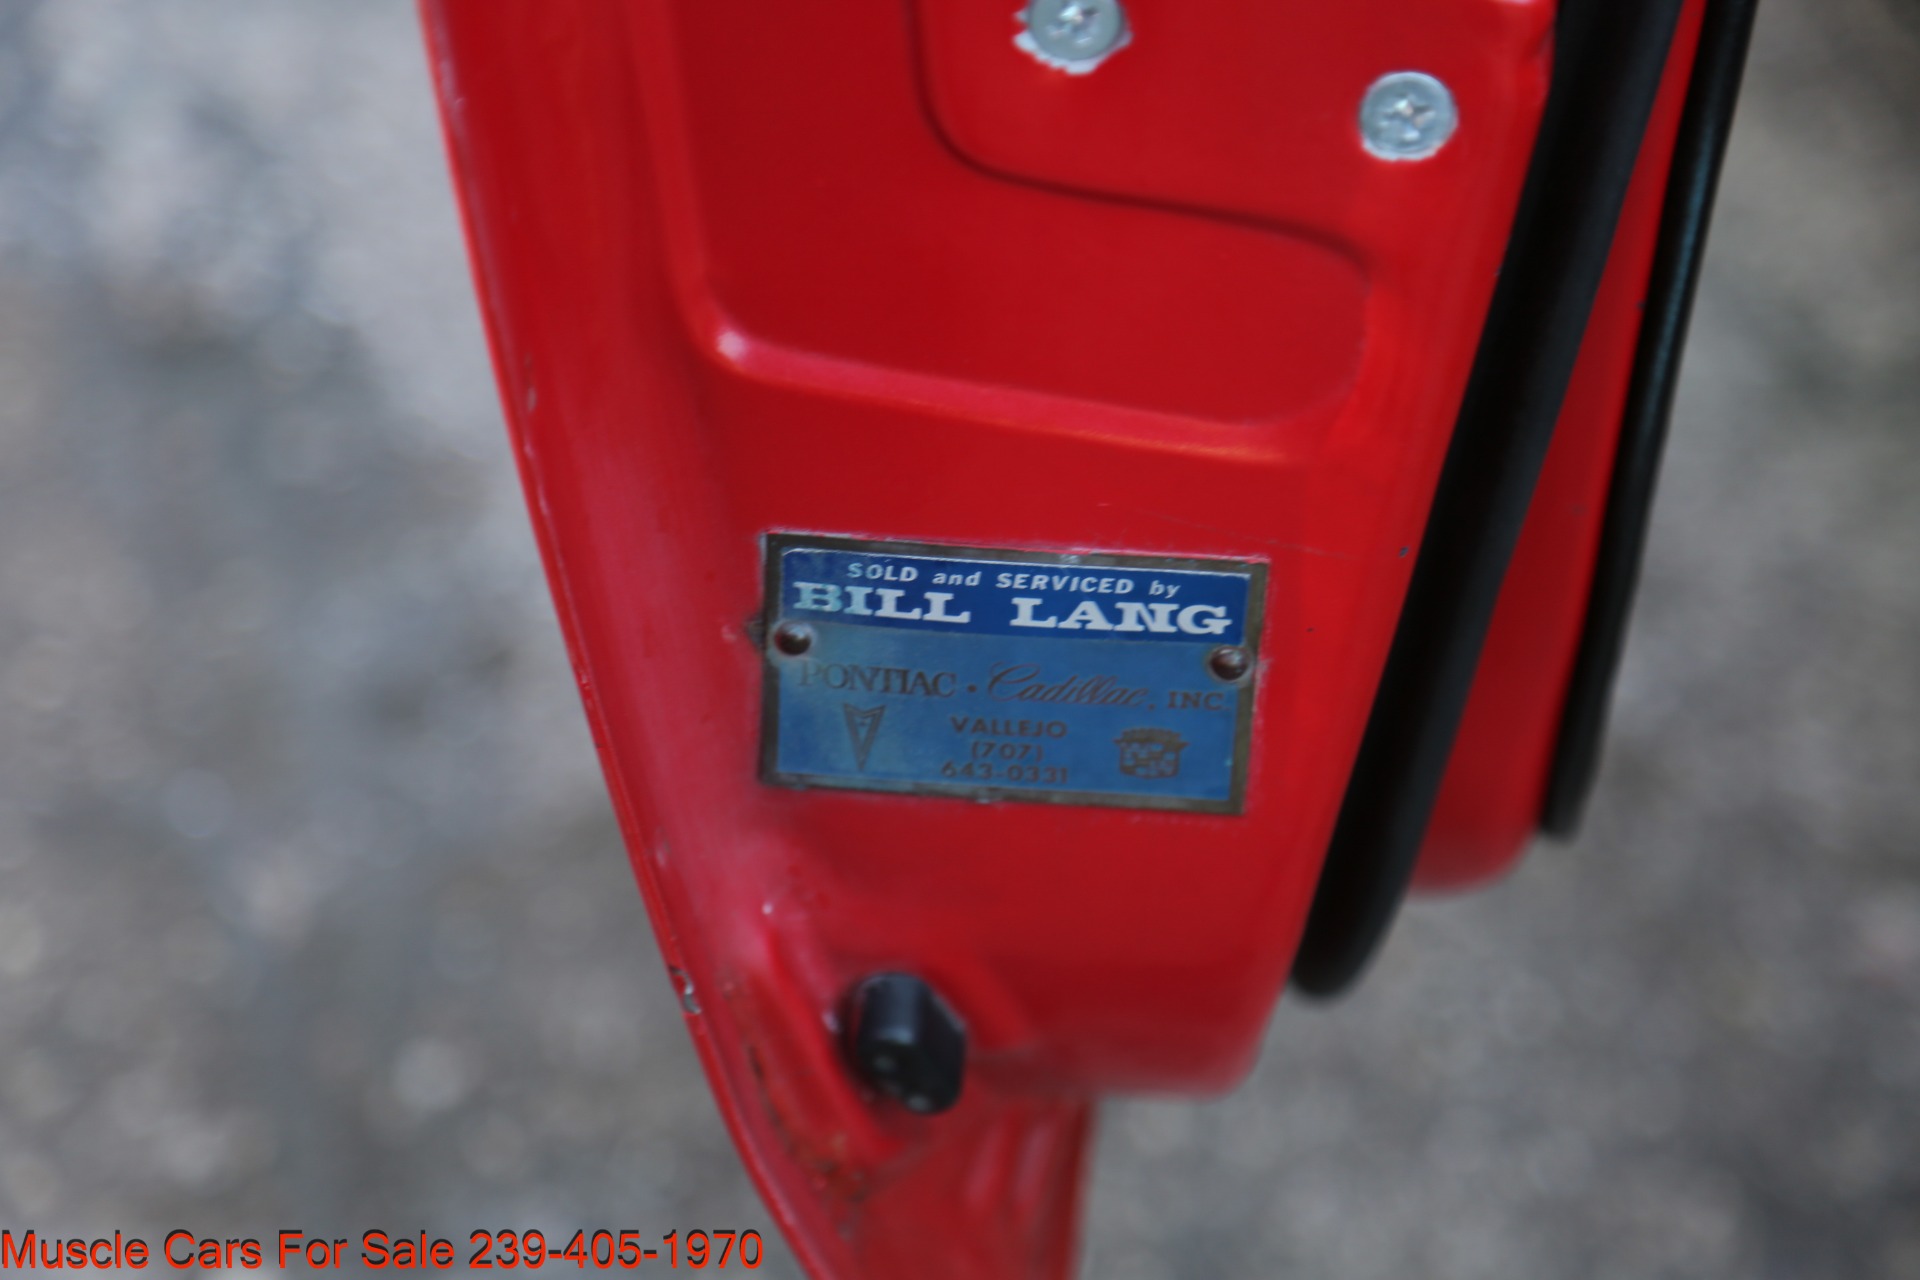 SOLD and SERVICED by
BILL LANG
PONTIAC · Cadillac, INC.
VALLEJO
(707)
643-0331
Muscle Cars For Sale 239-405-1970